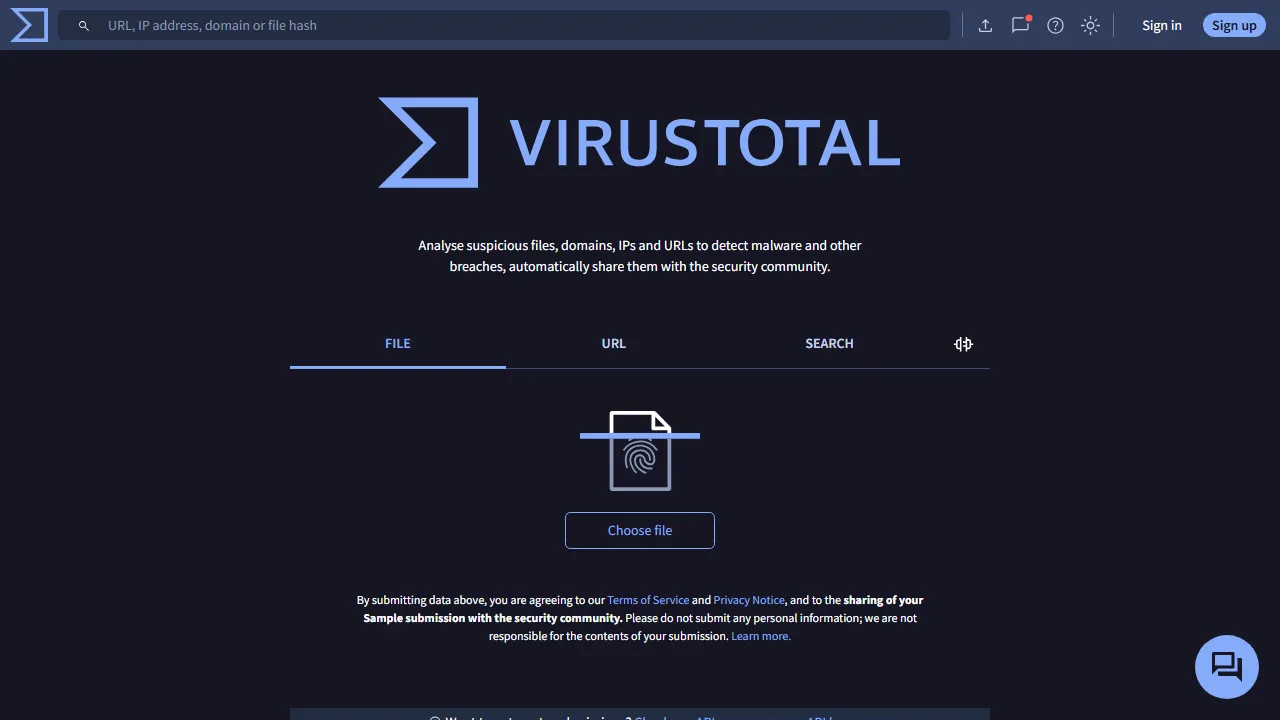 URL, IP address, domain or file hash
Sign in
Sign up
VIRUSTOTAL
Analyse suspicious files, domains, IPs and URLs to detect malware and other
breaches, automatically share them with the security community.
FILE
URL
SEARCH
Choose file
By submitting data above, you are agreeing to our Terms of Service and Privacy Notice, and to the sharing of your
Sample submission with the security community. Please do not submit any personal information; we are not
responsible for the contents of your submission. Learn more.